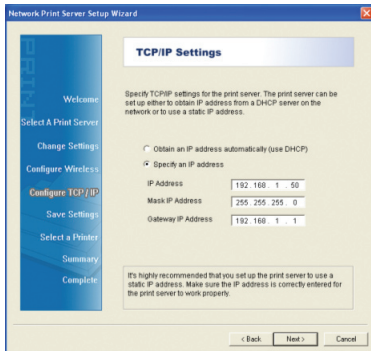 Network Print Server Setup Wizard
PRINT
TCP/IP Settings
Welcome
Select A Print Server
Change Settings
Configure Wireless
Configure TCP / IP
Save Settings
Select a Printer
Summary
Complete
Specify TCP/IP settings for the print server. The print server can be
set up either to obtain IP address from a DHCP server on the
network or to use a static IP address.
Obtain an IP address automatically (use DHCP)
Specify an IP address
IP Address 192.168. 1 . 50
Mask IP Address 255.255.255. 0
Gateway IP Address 192.168. 1 . 1
It's highly recommended that you set up the print server to use a
static IP address. Make sure the IP address is correctly entered for
the print server to work properly.
< Back
Next >
Cancel